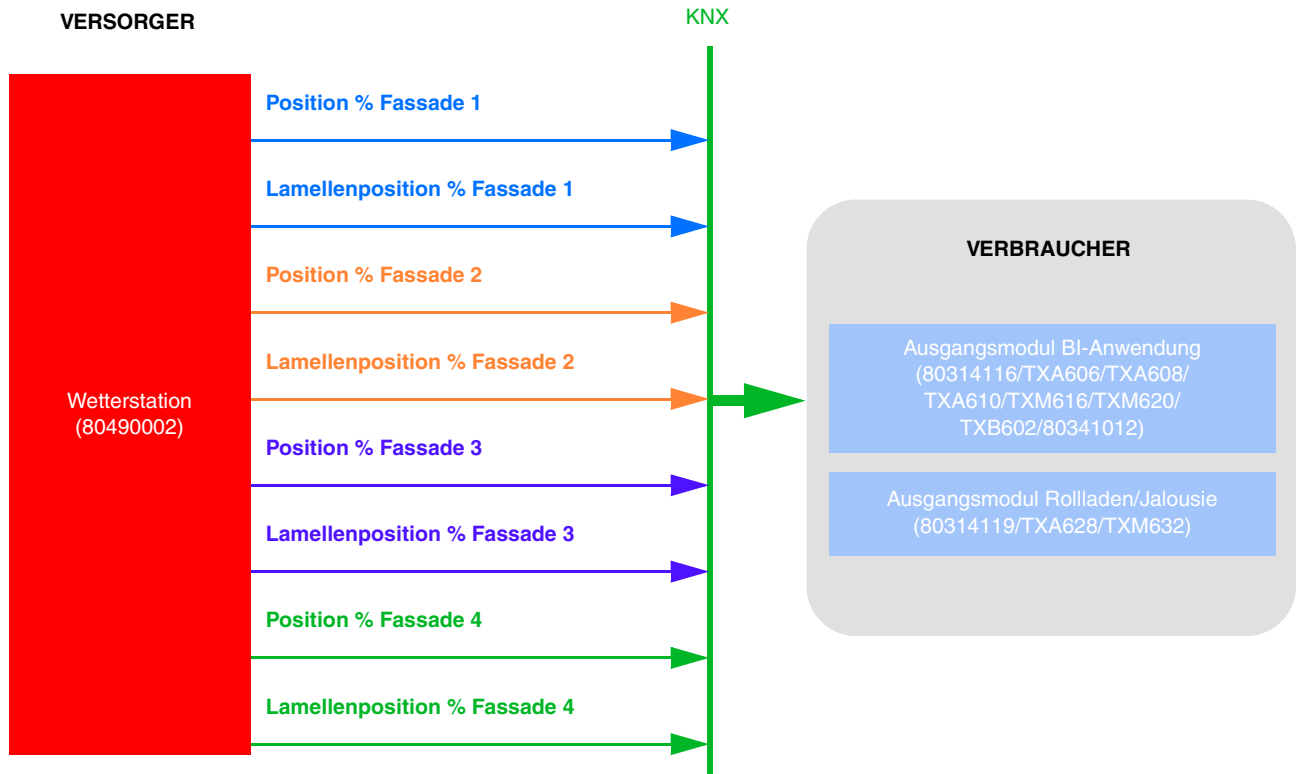 VERSORGER
KNX
Position % Fassade 1
Lamellenposition % Fassade 1
Position % Fassade 2
Lamellenposition % Fassade 2
Position % Fassade 3
Lamellenposition % Fassade 3
Position % Fassade 4
Lamellenposition % Fassade 4
Wetterstation
(80490002)
VERBRAUCHER
Ausgangsmodul BI-Anwendung
(80314116/TXA606/TXA608/
TXA610/TXM616/TXM620/
TXB602/80341012)
Ausgangsmodul Rollladen/Jalousie
(80314119/TXA628/TXM632)